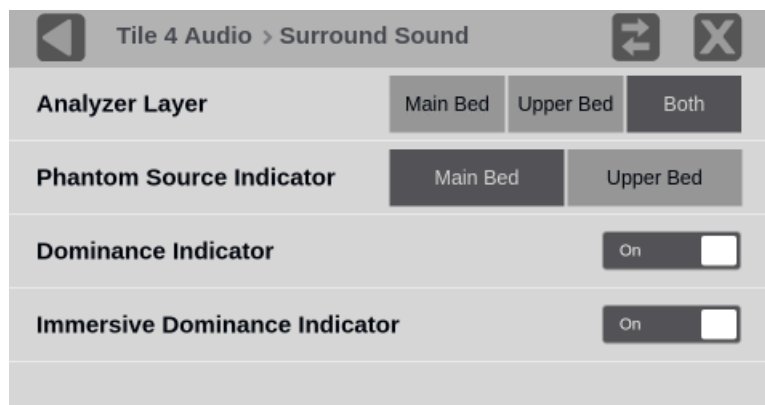 Tile 4 Audio > Surround Sound
Analyzer Layer Main Bed Upper Bed Both
Phantom Source Indicator Main Bed Upper Bed
Dominance Indicator On
Immersive Dominance Indicator On